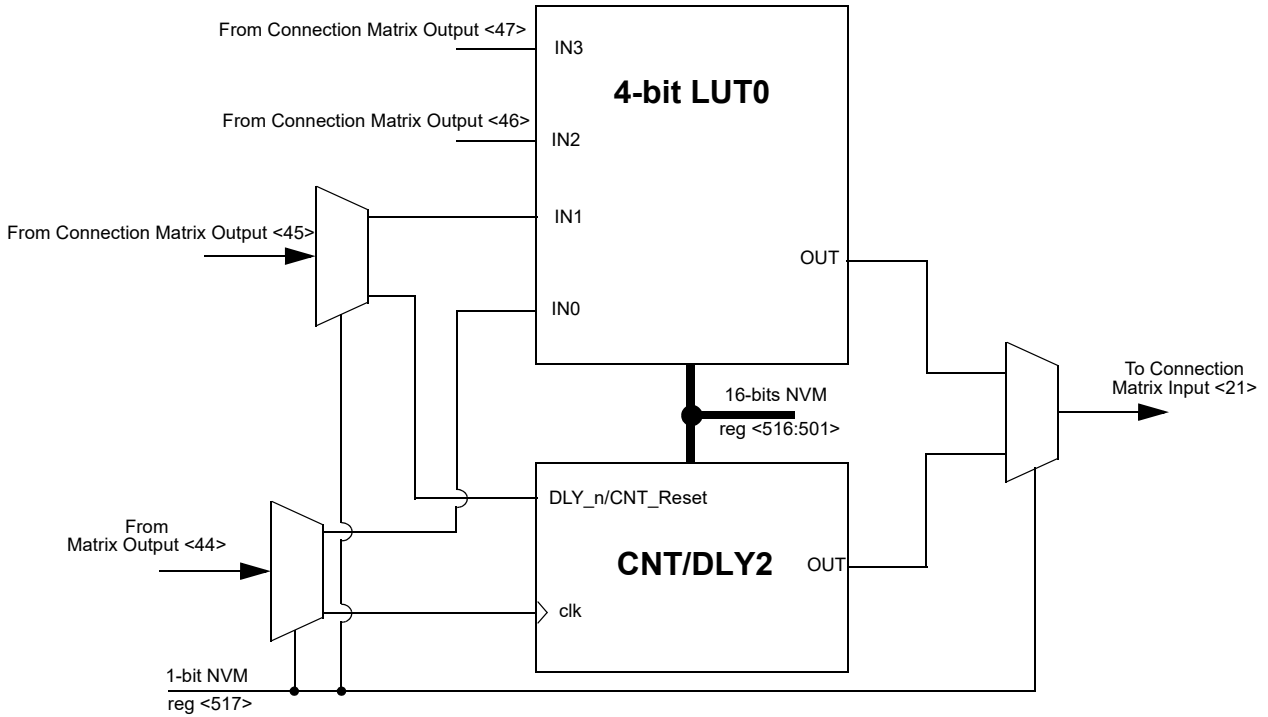 From Connection Matrix Output <47>
IN3
4-bit LUT0
From Connection Matrix Output <46>
IN2
IN1
From Connection Matrix Output <45>
OUT
IN0
To Connection
Matrix Input <21>
16-bits NVM
reg <516:501>
DLY_n/CNT_Reset
From
Matrix Output <44>
CNT/DLY2
OUT
clk
1-bit NVM
reg <517>